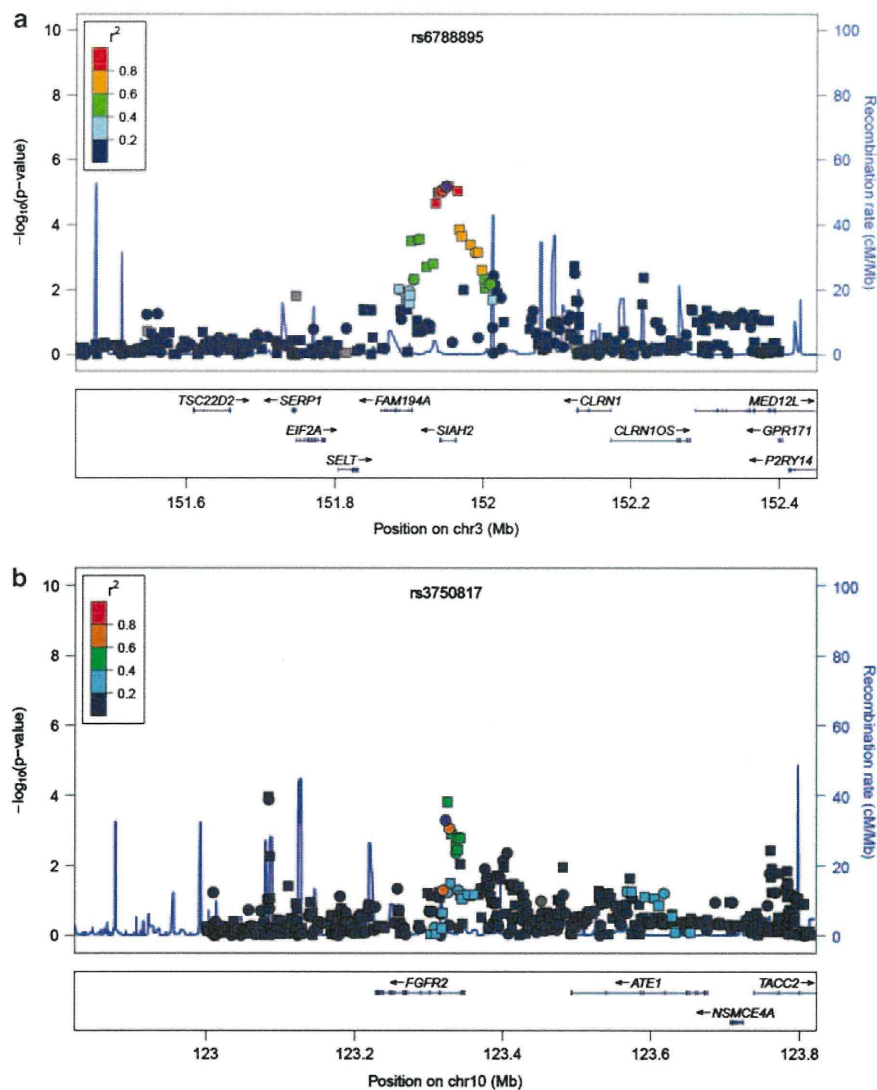 a
rs6788895
r²
0.8
0.6
0.4
0.2
10
8
6
4
2
0
−log₁₀(p-value)
100
80
60
40
20
0
Recombination rate (cM/Mb)
TSC22D2→ ←SERP1 ←FAM194A ←CLRN1 MED12L→
EIF2A→ ←SIAH2 CLRN1OS→ ←GPR171
SELT→ ←P2RY14
151.6 151.8 152 152.2 152.4
Position on chr3 (Mb)
b
rs3750817
r²
0.8
0.6
0.4
0.2
10
8
6
4
2
0
−log₁₀(p-value)
100
80
60
40
20
0
Recombination rate (cM/Mb)
←FGFR2 ←ATE1 TACC2→
←NSMCE4A
123 123.2 123.4 123.6 123.8
Position on chr10 (Mb)